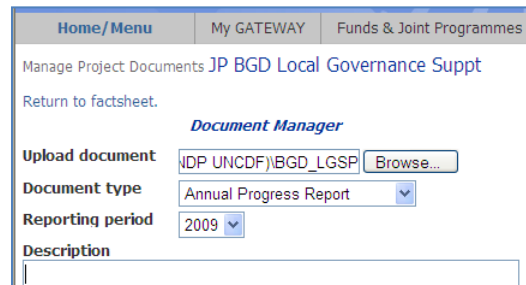 Home/Menu My GATEWAY Funds & Joint Programmes
Manage Project Documents JP BGD Local Governance Suppt
Return to factsheet.
Document Manager
Upload document NDP UNCDF)\BGD_LGSP Browse...
Document type Annual Progress Report
Reporting period 2009
Description